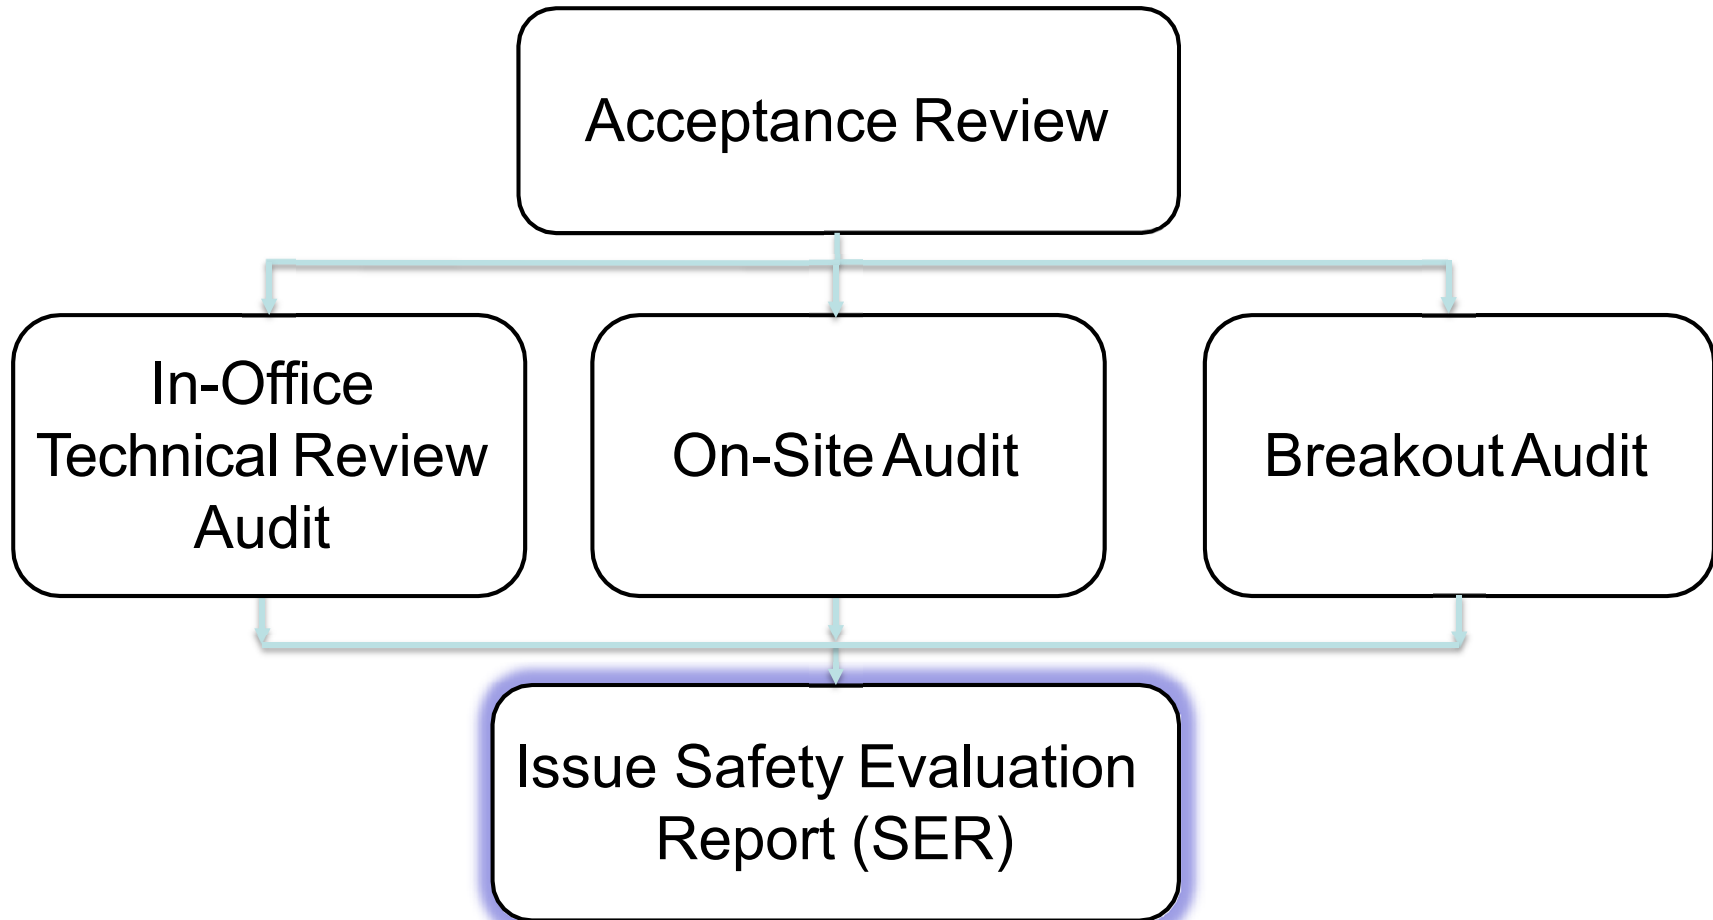 Acceptance Review
In-Office
Technical Review
Audit
On-Site Audit
Breakout Audit
Issue Safety Evaluation
Report (SER)